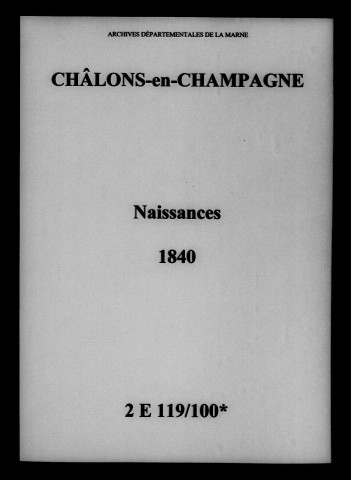 ARCHIVES DÉPARTEMENTALES DE LA MARNE
CHÂLONS-en-CHAMPAGNE
Naissances
1840
2 E 119/100*